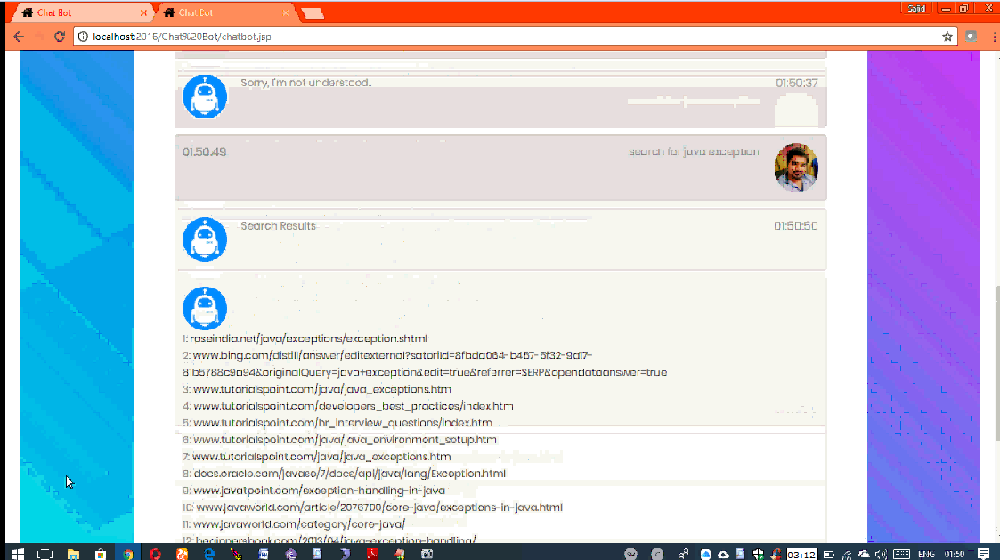 Chat Bot
Chat Bot
Sajid
localhost:2016/Chat%20Bot/chatbot.jsp
Sorry, I'm not understood..
01:50:37
01:50:49
search for java exception
Search Results
01:50:50
1: roseindia.net/java/exceptions/exception.shtml
2: www.bing.com/distill/answer/editexternal?satoriId=8fbda064-b467-5f32-9a17-
81b5788c9a94&originalQuery=java+exception&edit=true&referrer=SERP&opendataanswer=true
3: www.tutorialspoint.com/java/java_exceptions.htm
4: www.tutorialspoint.com/developers_best_practices/index.htm
5: www.tutorialspoint.com/hr_interview_questions/index.htm
6: www.tutorialspoint.com/java/java_environment_setup.htm
7: www.tutorialspoint.com/java/java_exceptions.htm
8: docs.oracle.com/javase/7/docs/api/java/lang/Exception.html
9: www.javatpoint.com/exception-handling-in-java
10: www.javaworld.com/article/2076700/core-java/exceptions-in-java.html
11: www.javaworld.com/category/core-java/
12: beginnersbook.com/2013/04/java-exception-handling/
03:12
ENG
01:50